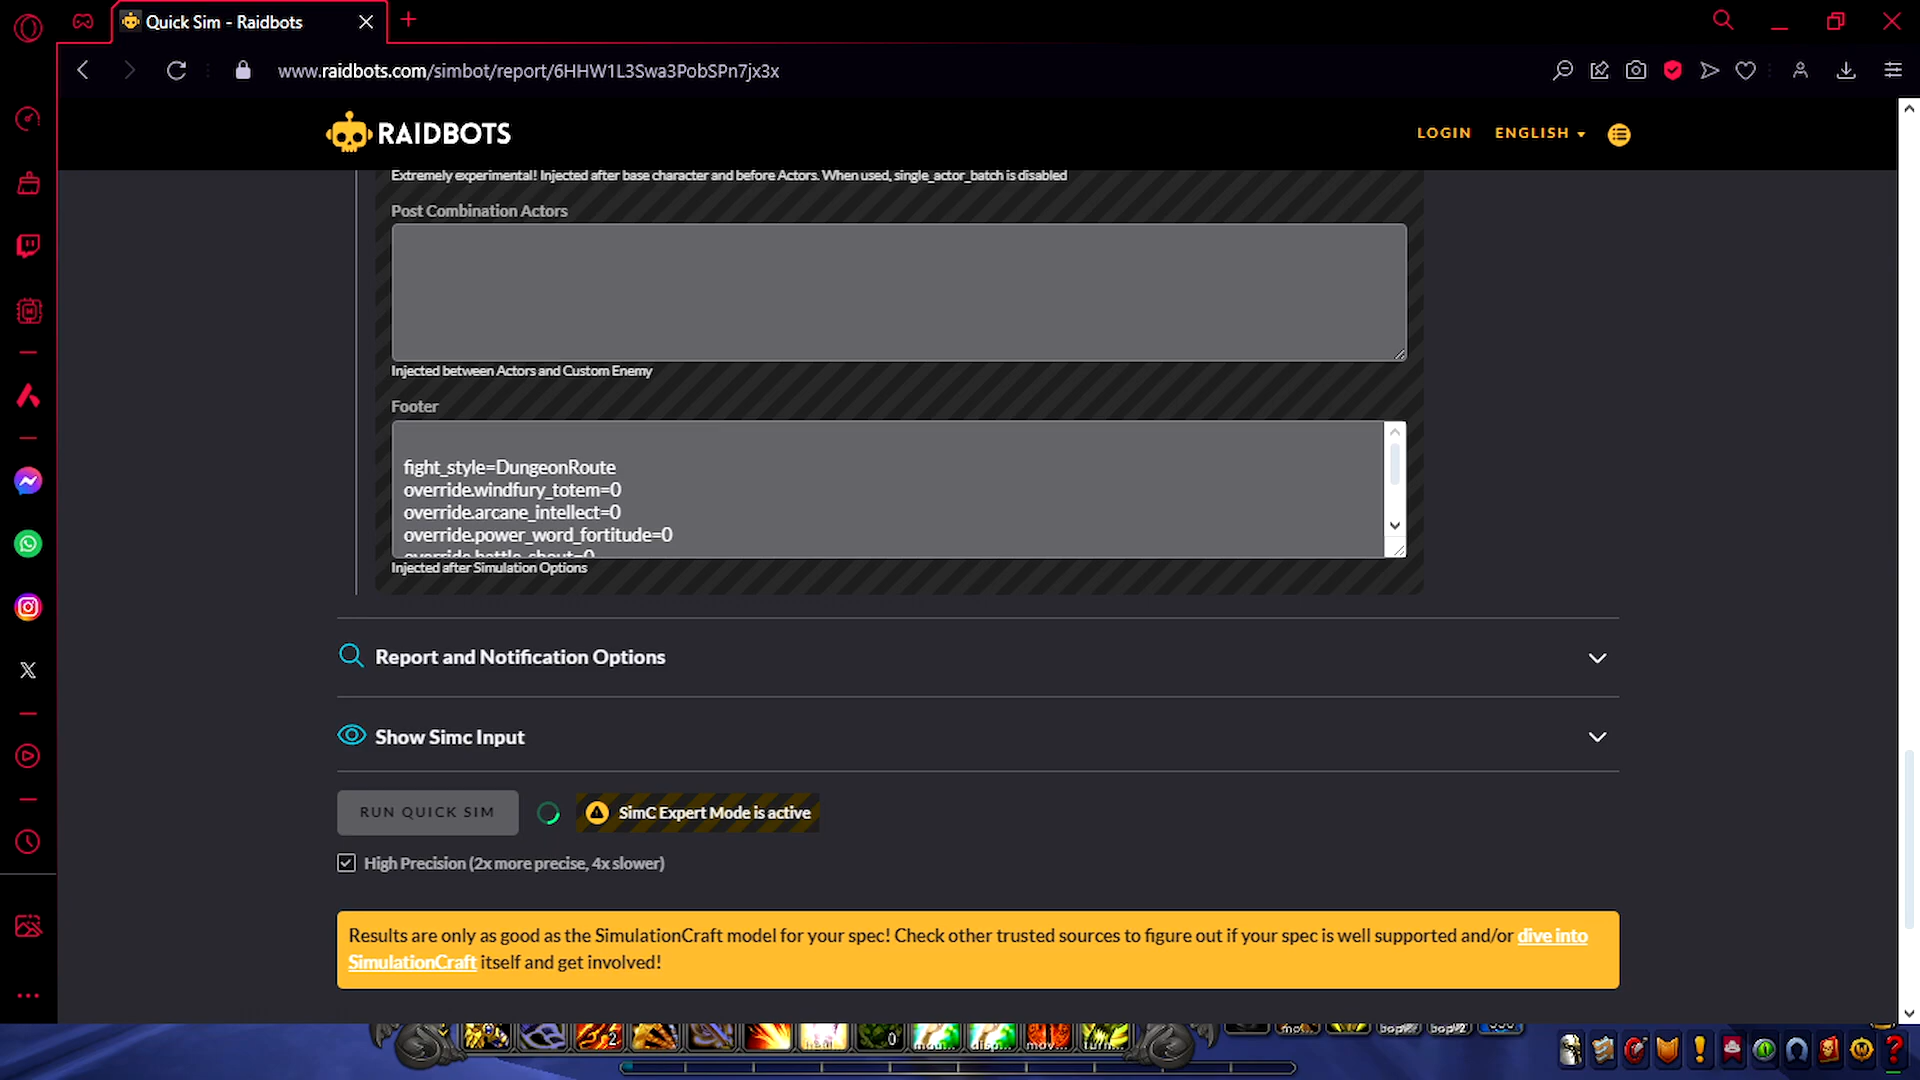 Quick Sim - Raidbots
www.raidbots.com/simbot/report/6HHW1L3Swa3PobSPn7jx3x
RAIDBOTS
LOGIN
ENGLISH
Extremely experimental! Injected after base character and before Actors. When used, single_actor_batch is disabled
Post Combination Actors
Injected between Actors and Custom Enemy
Footer
fight_style=DungeonRoute
override.windfury_totem=0
override.arcane_intellect=0
override.power_word_fortitude=0
override.battle_shout=0
Injected after Simulation Options
Report and Notification Options
Show Simc Input
RUN QUICK SIM
SimC Expert Mode is active
High Precision (2x more precise, 4x slower)
Results are only as good as the SimulationCraft model for your spec! Check other trusted sources to figure out if your spec is well supported and/or dive into
SimulationCraft itself and get involved!
2
0